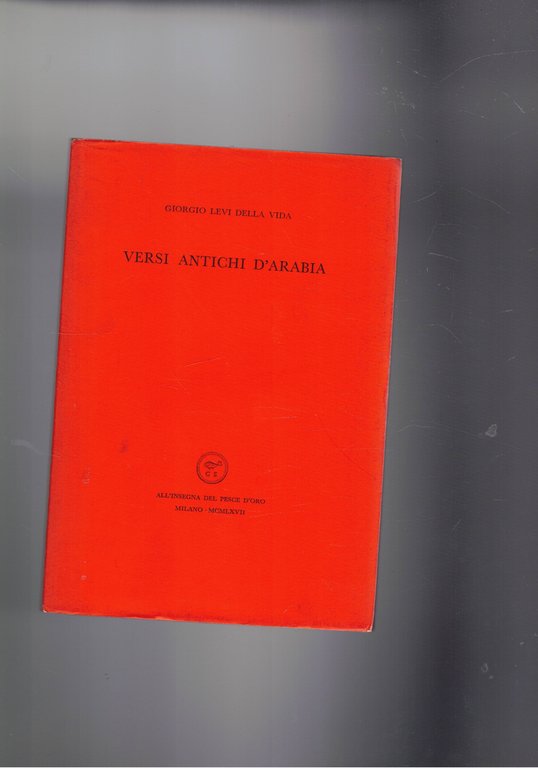 GIORGIO LEVI DELLA VIDA
VERSI ANTICHI D'ARABIA
G S
ALL'INSEGNA DEL PESCE D'ORO
MILANO - MCMLXVII